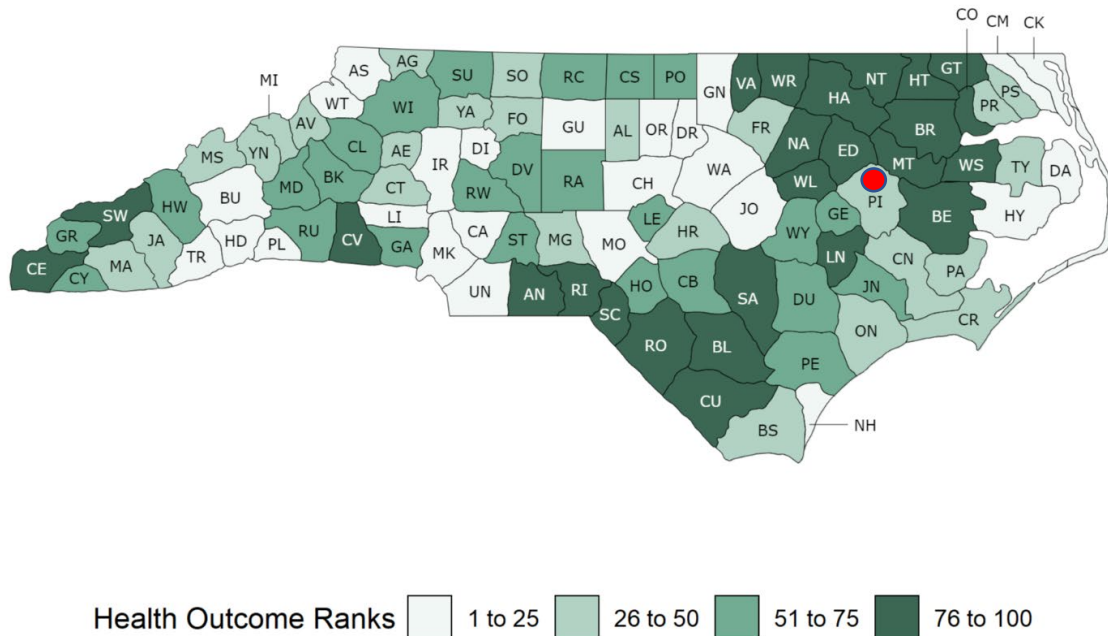 CO CM CK
AS AG SU SO RC CS PO GN VA WR NT HT GT
MI WT WI YA FO GU AL OR DR FR HA BR PR PS
MS YN AV CL AE IR DI DV RA CH WA NA ED MT WS TY DA
SW HW BU MD BK CT RW WL PI
GR JA TR HD PL RU CV LI GA MK CA ST MG MO LE HR JO WY GE BE HY
CE CY MA UN AN RI SC HO CB SA DU LN JN CN PA
RO BL PE ON CR
CU BS NH
Health Outcome Ranks 1 to 25 26 to 50 51 to 75 76 to 100